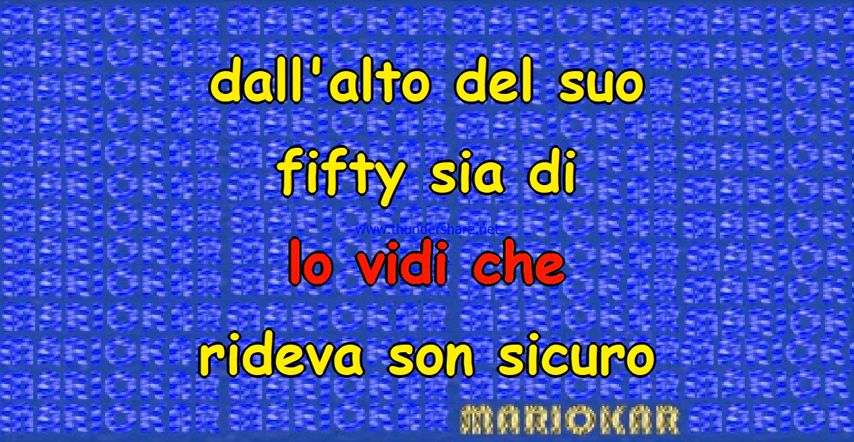 dall'alto del suo
fifty sia di
www.thundershare.net
lo vidi che
rideva son sicuro
MARIOKAR